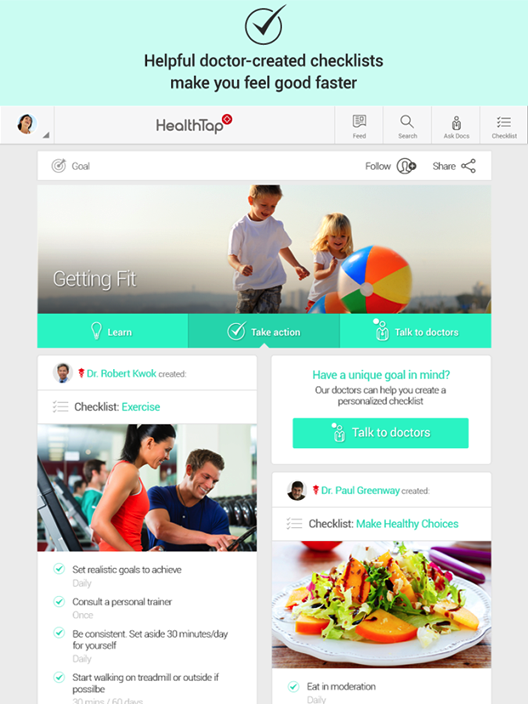 Helpful doctor-created checklists
make you feel good faster
HealthTap
Feed
Search
Ask Docs
Checklist
Goal
Follow
Share
Getting Fit
Learn
Take action
Talk to doctors
Dr. Robert Kwok created:
Checklist: Exercise
Set realistic goals to achieve
Daily
Consult a personal trainer
Once
Be consistent. Set aside 30 minutes/day
for yourself
Daily
Start walking on treadmill or outside if
possilbe
30 mins / 60 days
Have a unique goal in mind?
Our doctors can help you create a
personalized checklist
Talk to doctors
Dr. Paul Greenway created:
Checklist: Make Healthy Choices
Eat in moderation
Daily